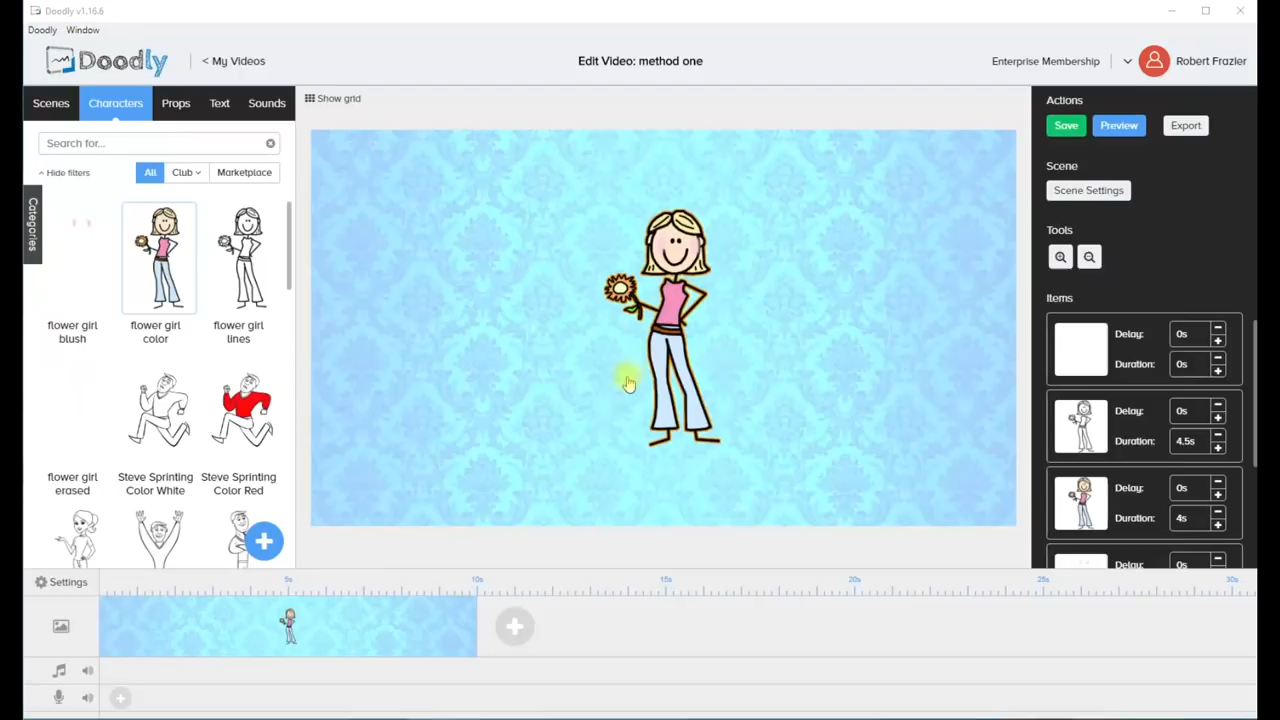 Doodly v1.16.6
Doodly Window
Doodly < My Videos Edit Video: method one Enterprise Membership Robert Frazier
Scenes Characters Props Text Sounds
Show grid
Search for...
Hide filters All Club Marketplace
Categories
flower girl blush
flower girl color
flower girl lines
flower girl erased
Steve Sprinting Color White
Steve Sprinting Color Red
Actions
Save Preview Export
Scene
Scene Settings
Tools
Items
Delay: 0s
Duration: 0s
Delay: 0s
Duration: 4.5s
Delay: 0s
Duration: 4s
Delay: 0s
Settings 5s 10s 15s 20s 25s 30s